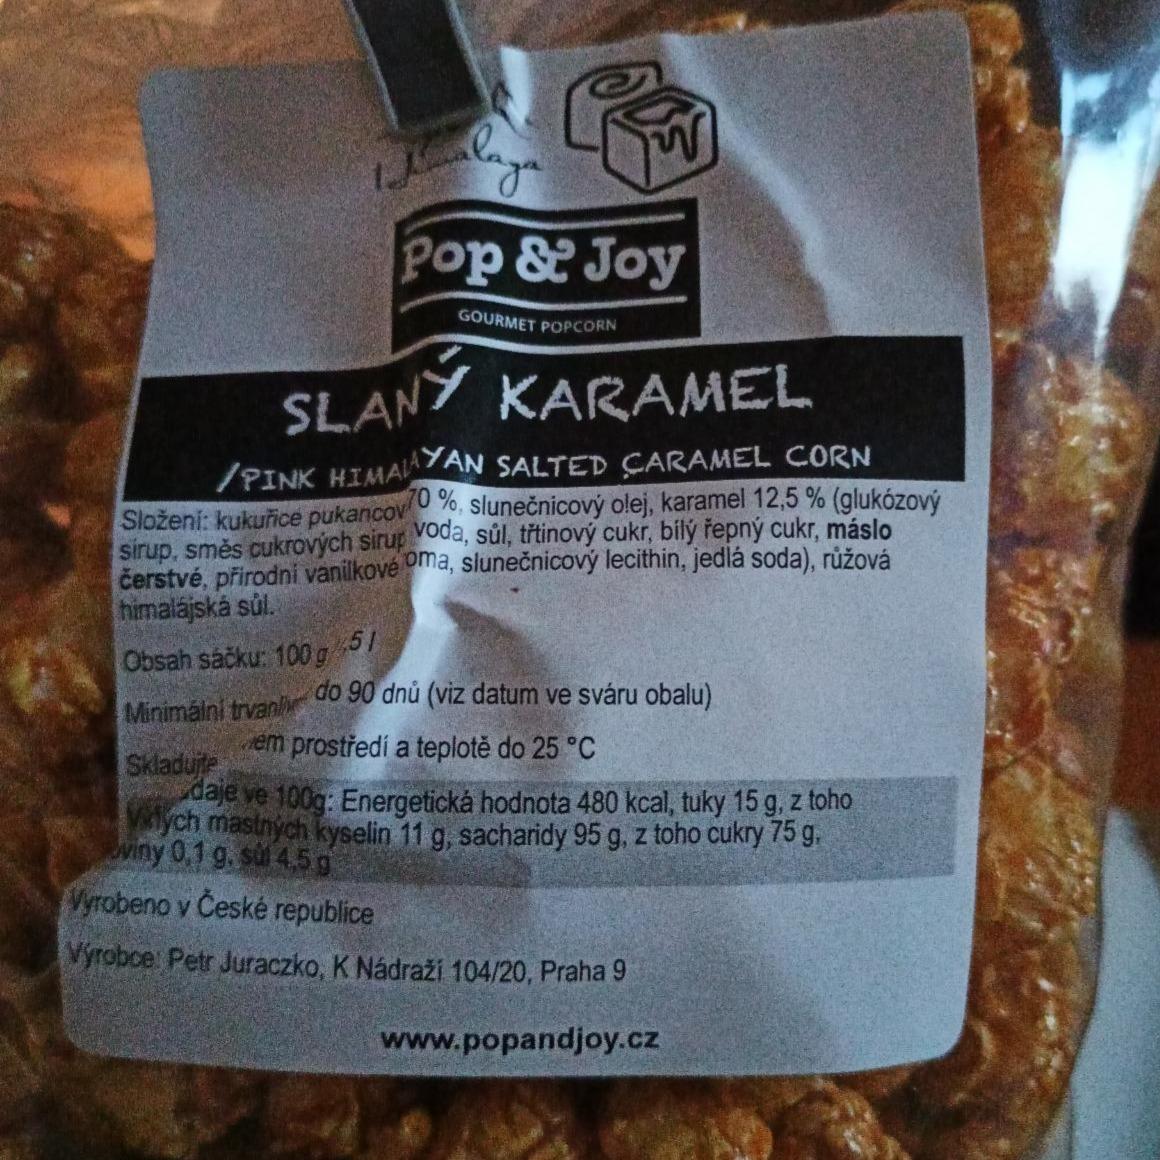 Himalaya
Pop & Joy
GOURMET POPCORN
SLANÝ KARAMEL
/PINK HIMALAYAN SALTED CARAMEL CORN
Složení: kukuřice pukancov 70 %, slunečnicový olej, karamel 12,5 % (glukózový
sirup, směs cukrových sirup voda, sůl, třtinový cukr, bílý řepný cukr, máslo
čerstvé, přírodní vanilkové oma, slunečnicový lecithin, jedlá soda), růžová
himalájská sůl.
Obsah sáčku: 100 g ,5 l
Minimální do 90 dnů (viz datum ve sváru obalu)
Skladujte prostředí a teplotě do 25 °C
daje ve 100g: Energetická hodnota 480 kcal, tuky 15 g, z toho
mastných kyselin 11 g, sacharidy 95 g, z toho cukry 75 g,
oviny 0,1 g, sůl 4,5 g
Vyrobeno v České republice
Výrobce: Petr Juraczko, K Nádraží 104/20, Praha 9
www.popandjoy.cz